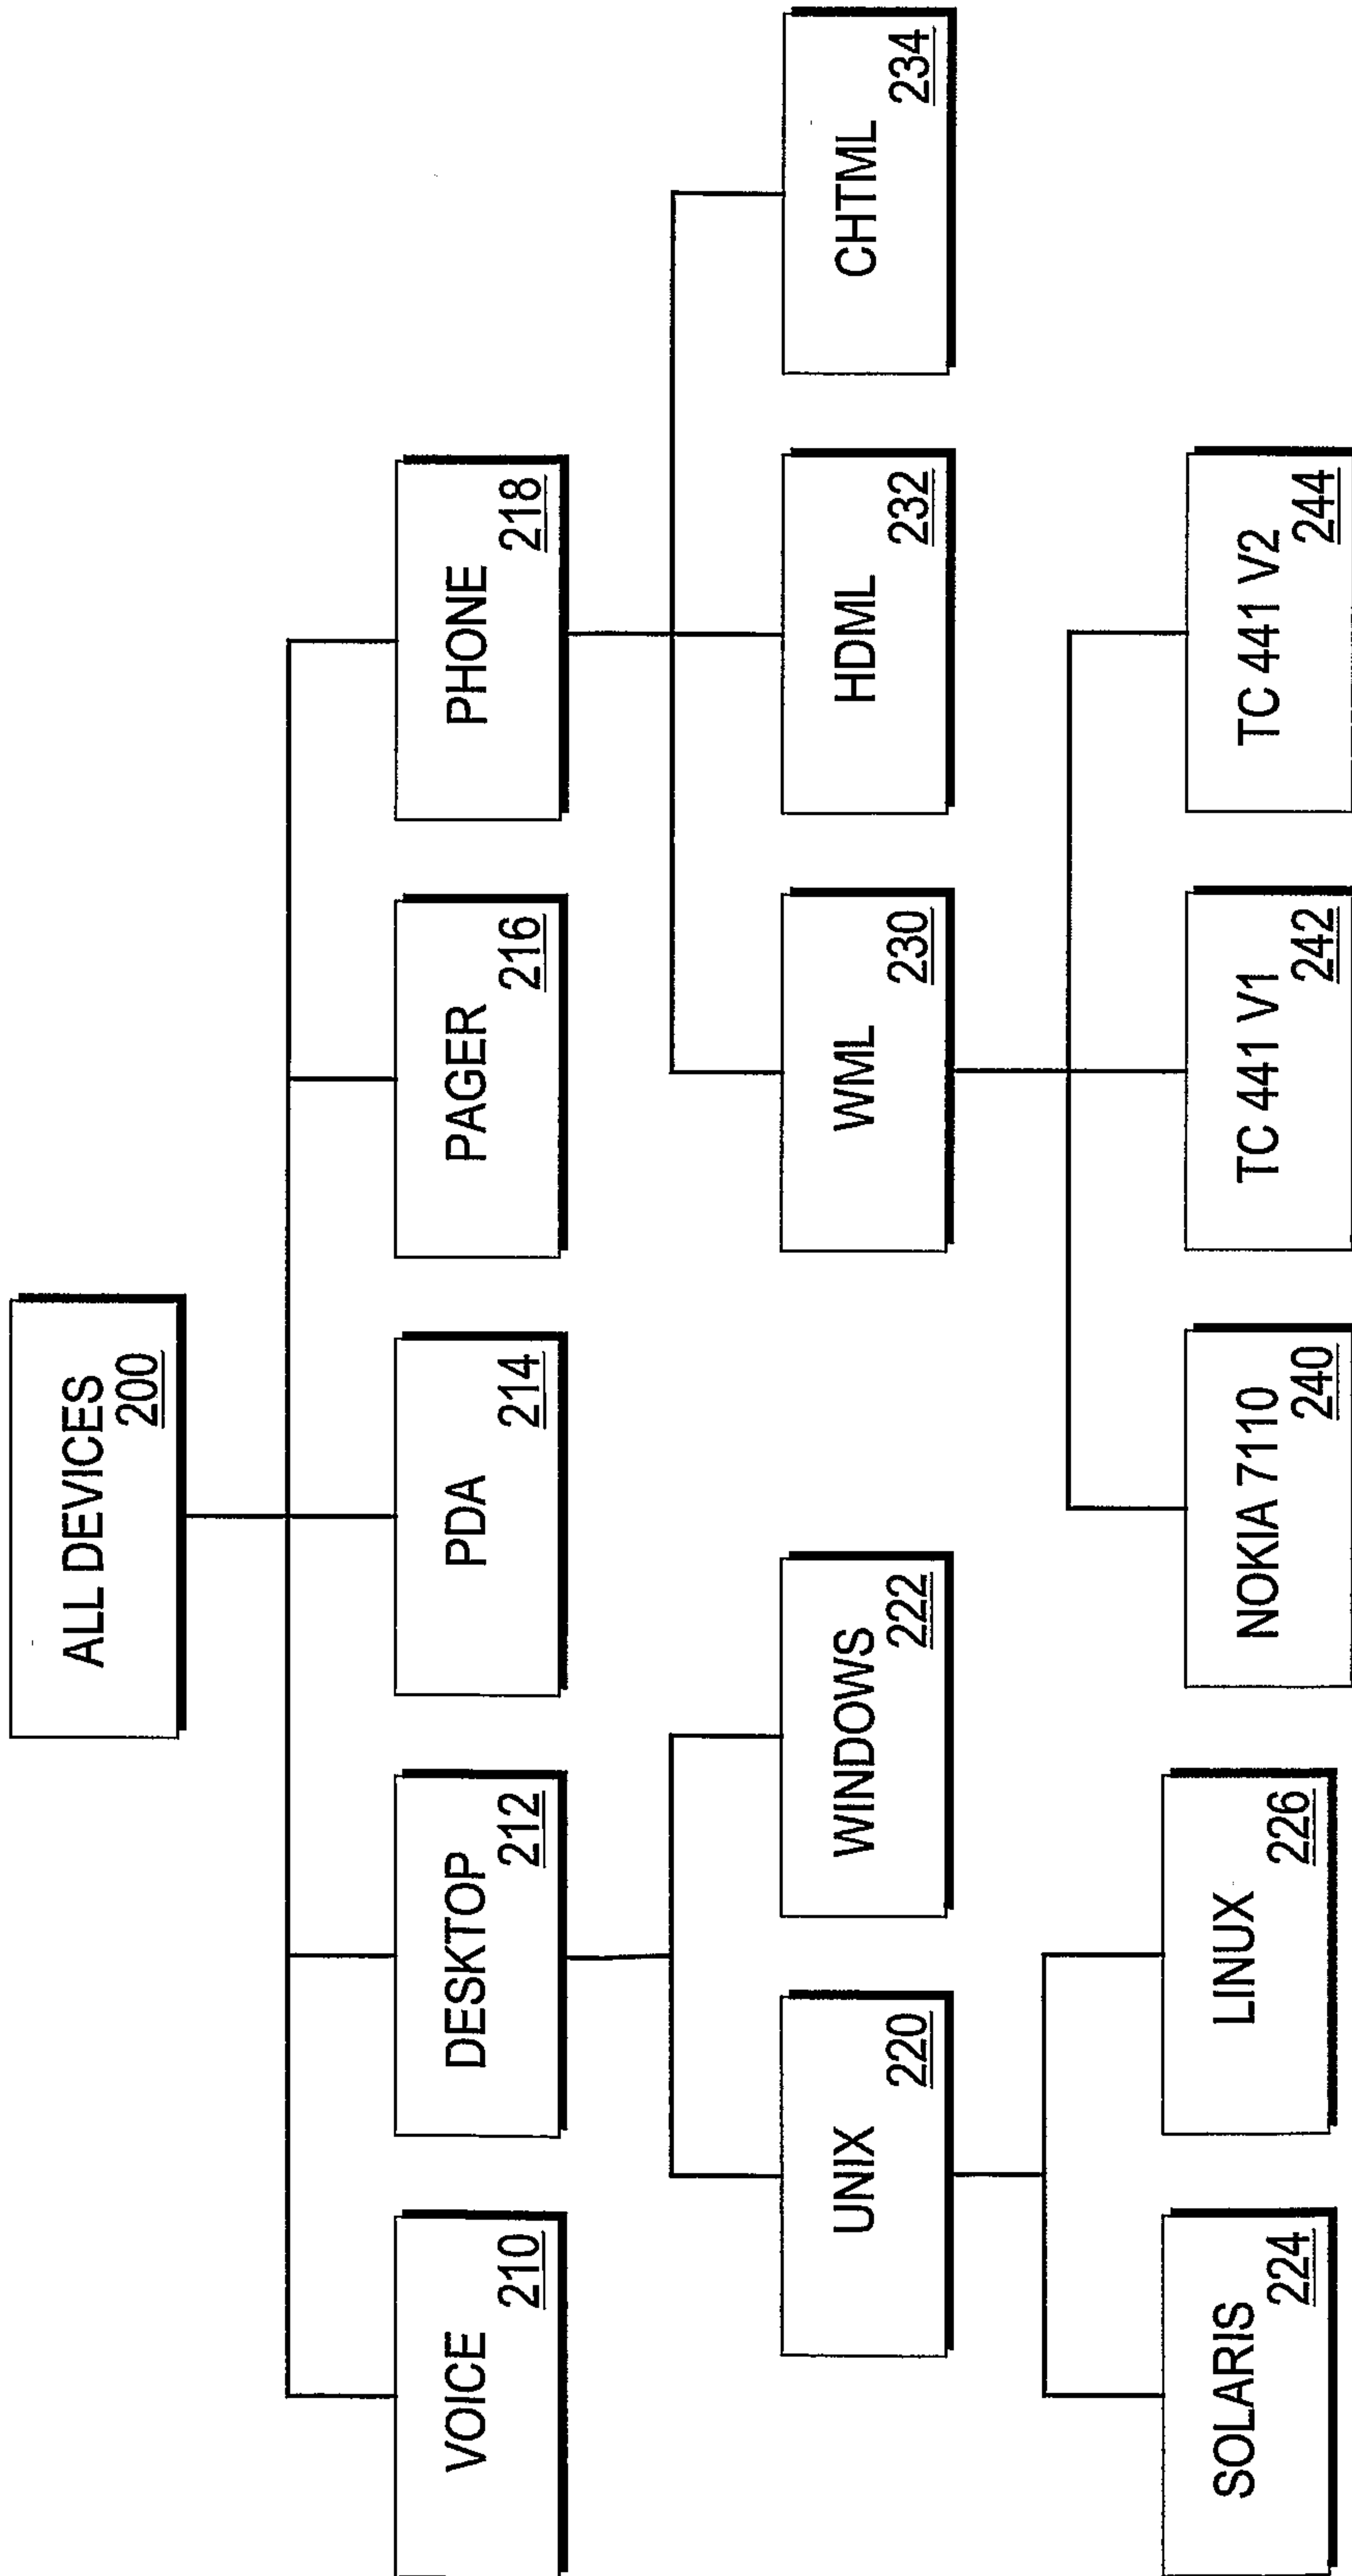 ALL DEVICES
200
VOICE
210
DESKTOP
212
PDA
214
PAGER
216
PHONE
218
UNIX
220
WINDOWS
222
WML
230
HDML
232
CHTML
234
SOLARIS
224
LINUX
226
NOKIA 7110
240
TC 441 V1
242
TC 441 V2
244